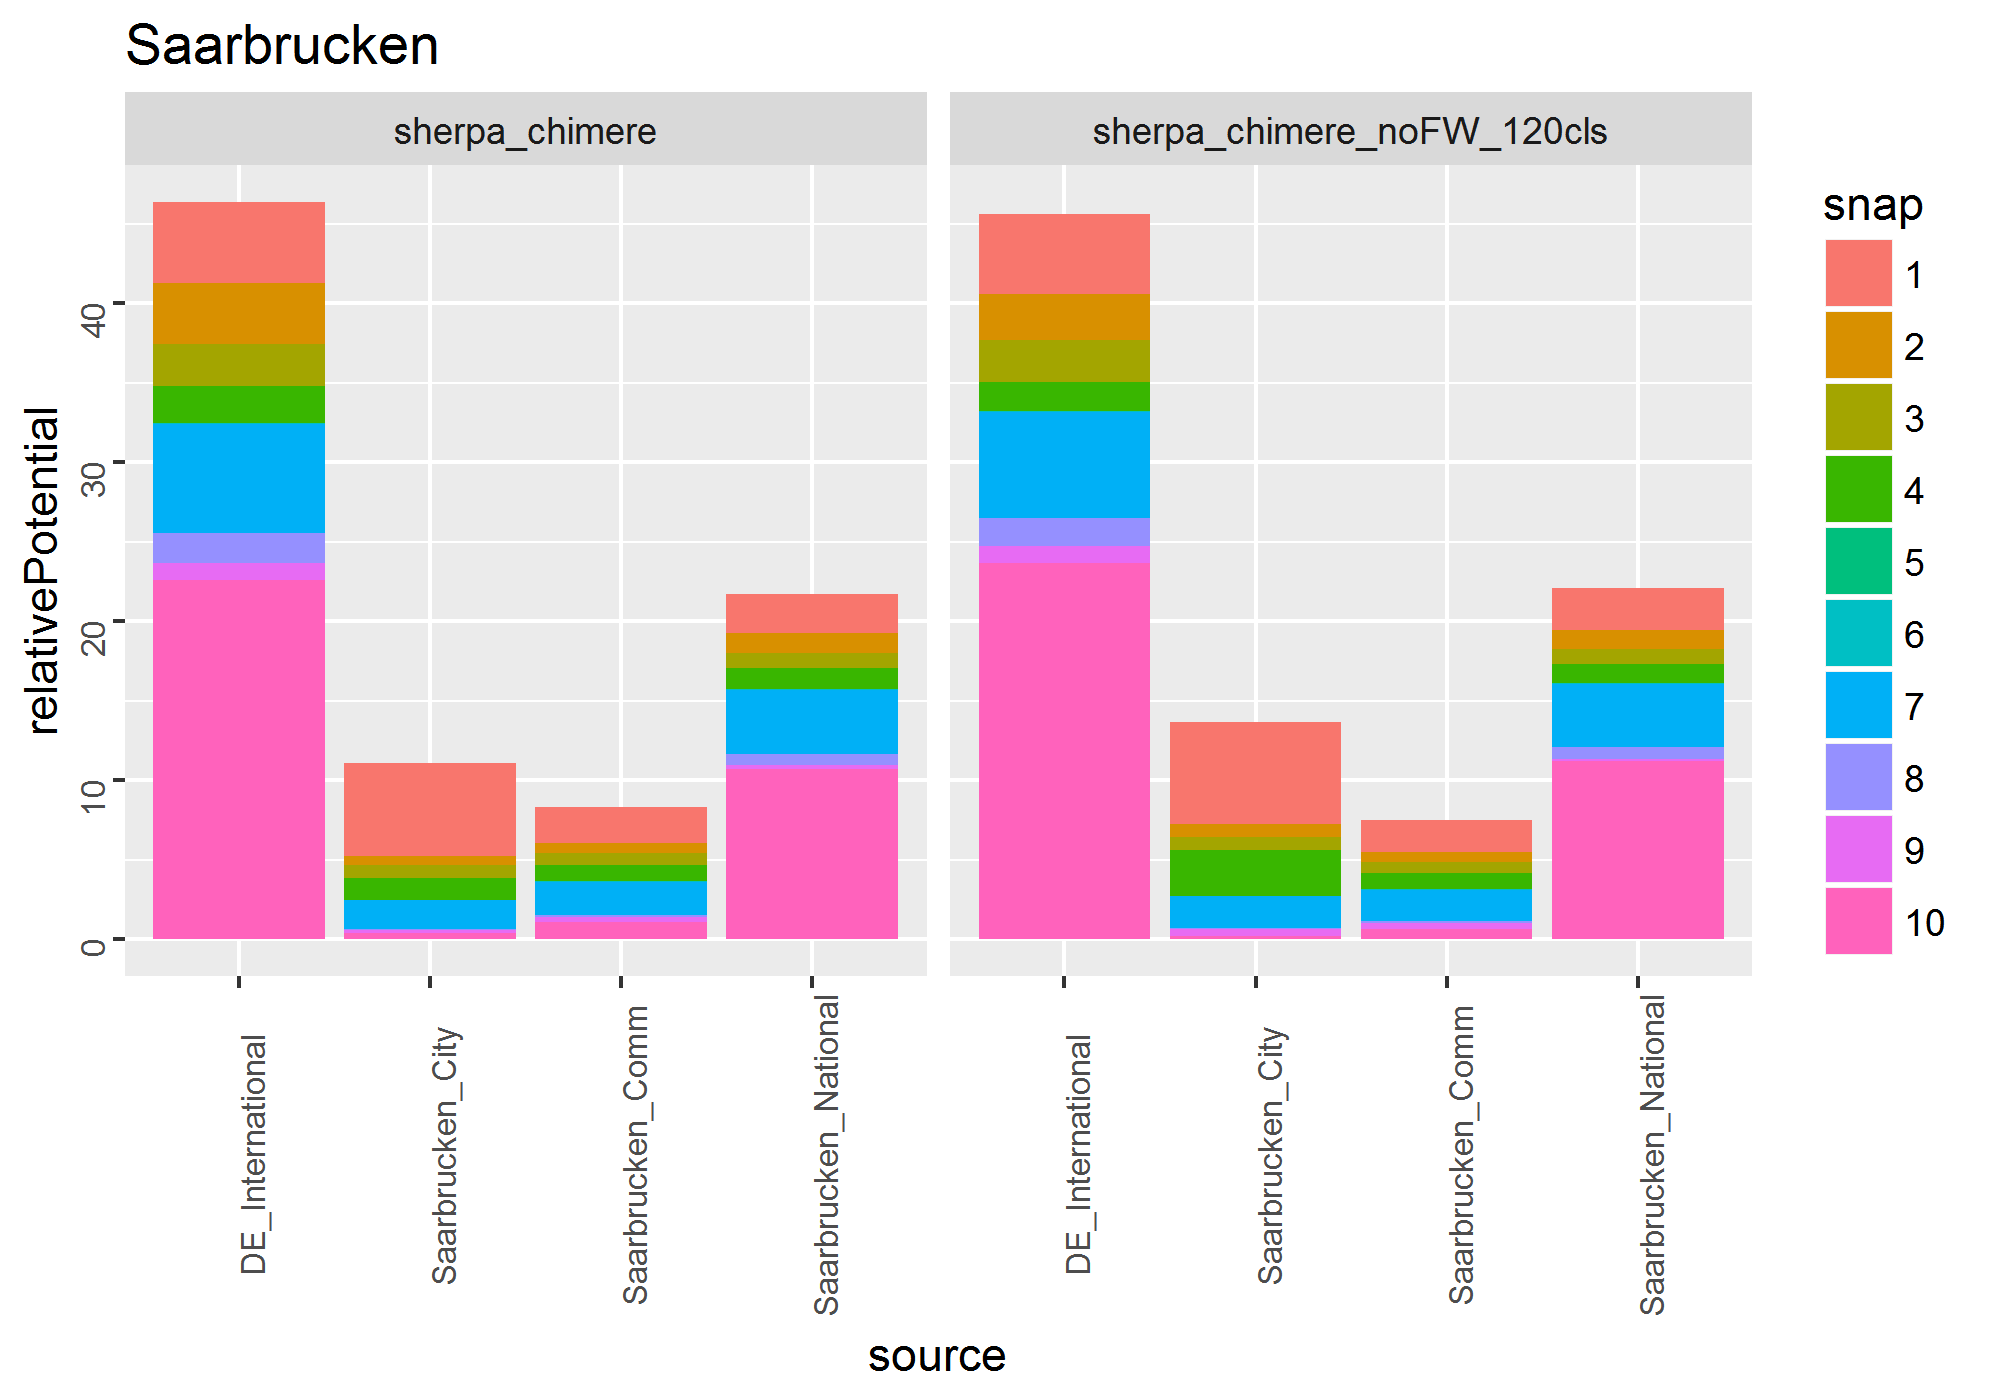 Saarbrucken
sherpa_chimere
sherpa_chimere_noFW_120cls
relativePotential
40
30
20
10
0
DE_International
Saarbrucken_City
Saarbrucken_Comm
Saarbrucken_National
DE_International
Saarbrucken_City
Saarbrucken_Comm
Saarbrucken_National
source
snap
1
2
3
4
5
6
7
8
9
10